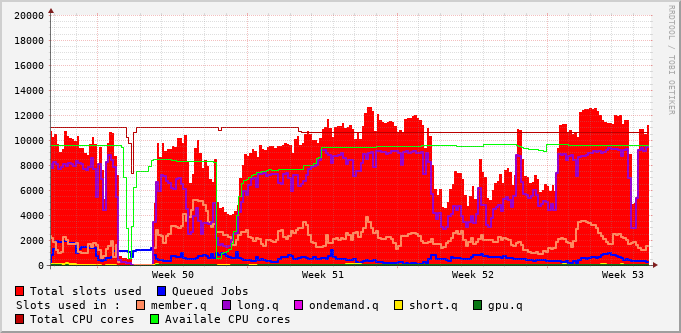 20000
18000
16000
14000
12000
10000
8000
6000
4000
2000
0
Week 50 Week 51 Week 52 Week 53
RRDTOOL / TOBI OETIKER
Total slots used Queued Jobs
Slots used in : member.q long.q ondemand.q short.q gpu.q
Total CPU cores Availale CPU cores